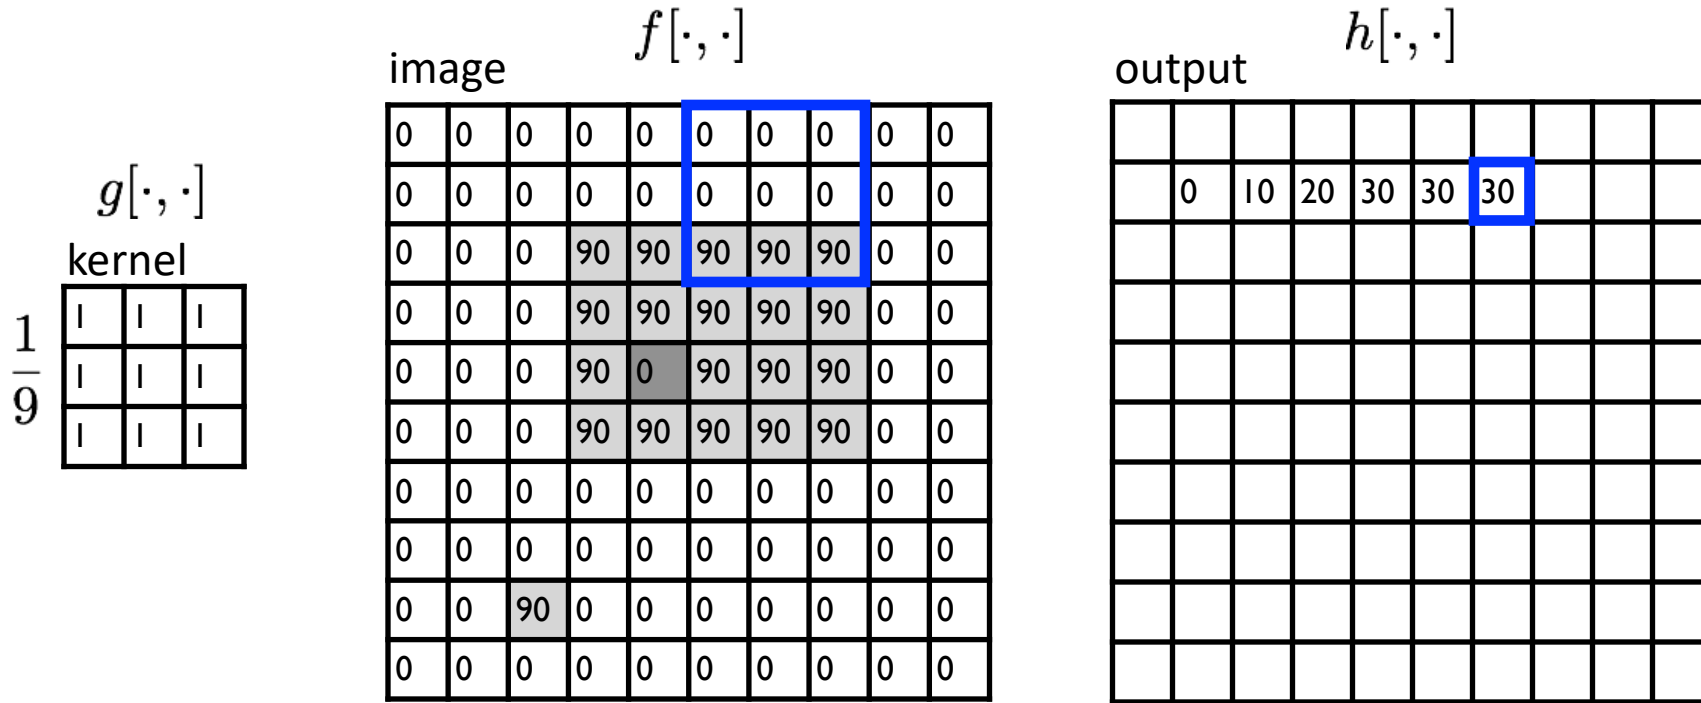 f[·, ·]
h[·, ·]
image
output
g[·, ·]
kernel
1/9
1 1 1
1 1 1
1 1 1
0 0 0 0 0 0 0 0 0 0
0 0 0 0 0 0 0 0 0 0
0 0 0 90 90 90 90 90 0 0
0 0 0 90 90 90 90 90 0 0
0 0 0 90 0 90 90 90 0 0
0 0 0 90 90 90 90 90 0 0
0 0 0 0 0 0 0 0 0 0
0 0 0 0 0 0 0 0 0 0
0 0 90 0 0 0 0 0 0 0
0 0 0 0 0 0 0 0 0 0
0 10 20 30 30 30